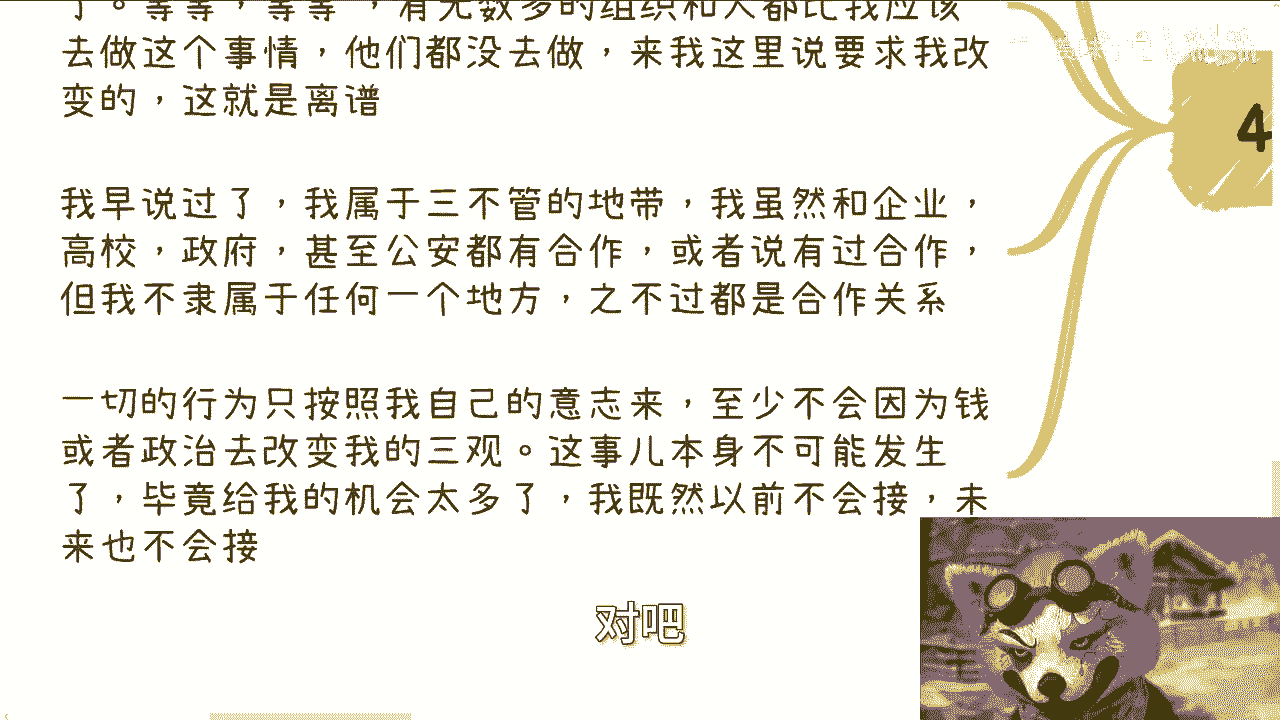 了。等等，等等 ，有无数多的组织和人都比我应该
去做这个事情，他们都没去做，来我这里说要求我改
变的，这就是离谱
我早说过了，我属于三不管的地带，我虽然和企业，
高校，政府，甚至公安都有合作，或者说有过合作，
但我不隶属于任何一个地方，之不过都是合作关系
一切的行为只按照我自己的意志来，至少不会因为钱
或者政治去改变我的三观。这事儿本身不可能发生
了，毕竟给我的机会太多了，我既然以前不会接，未
来也不会接
4
对吧